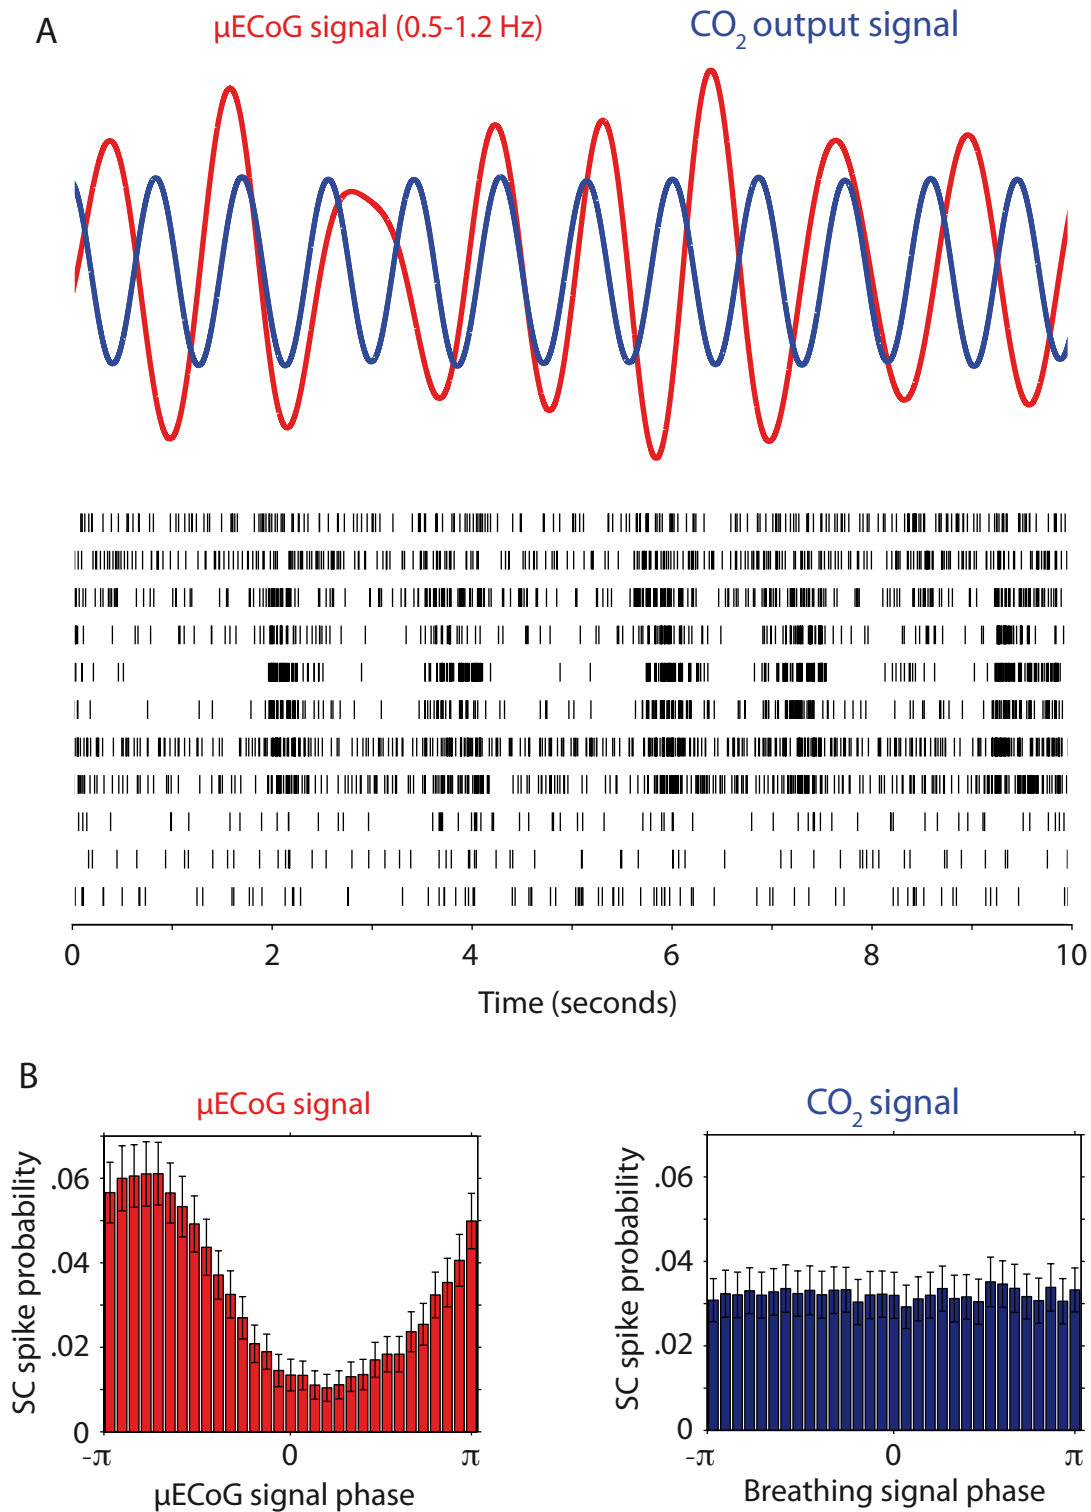 A
µECoG signal (0.5-1.2 Hz)
CO2 output signal
0 2 4 6 8 10
Time (seconds)
B
µECoG signal
SC spike probability
.06
.04
.02
0
-π 0 π
µECoG signal phase
CO2 signal
SC spike probability
.06
.04
.02
0
-π 0 π
Breathing signal phase